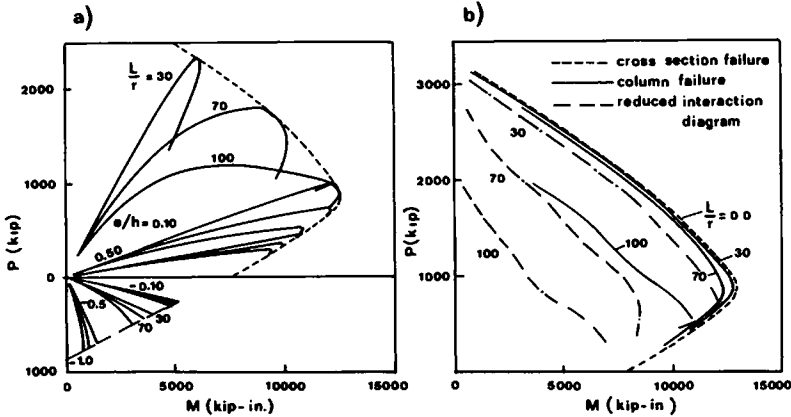 a)
b)
P (kip)
2000
1000
0
1000
L/r = 30
70
100
e/h = 0.10
0.50
-0.10
-0.5
30
70
-1.0
0
5000
10000
15000
M (kip-in.)
P(kip)
3000
2000
1000
cross section failure
column failure
reduced interaction
diagram
30
70
100
100
L/r = 0.0
30
70
0
5000
10000
15000
M (kip-in)